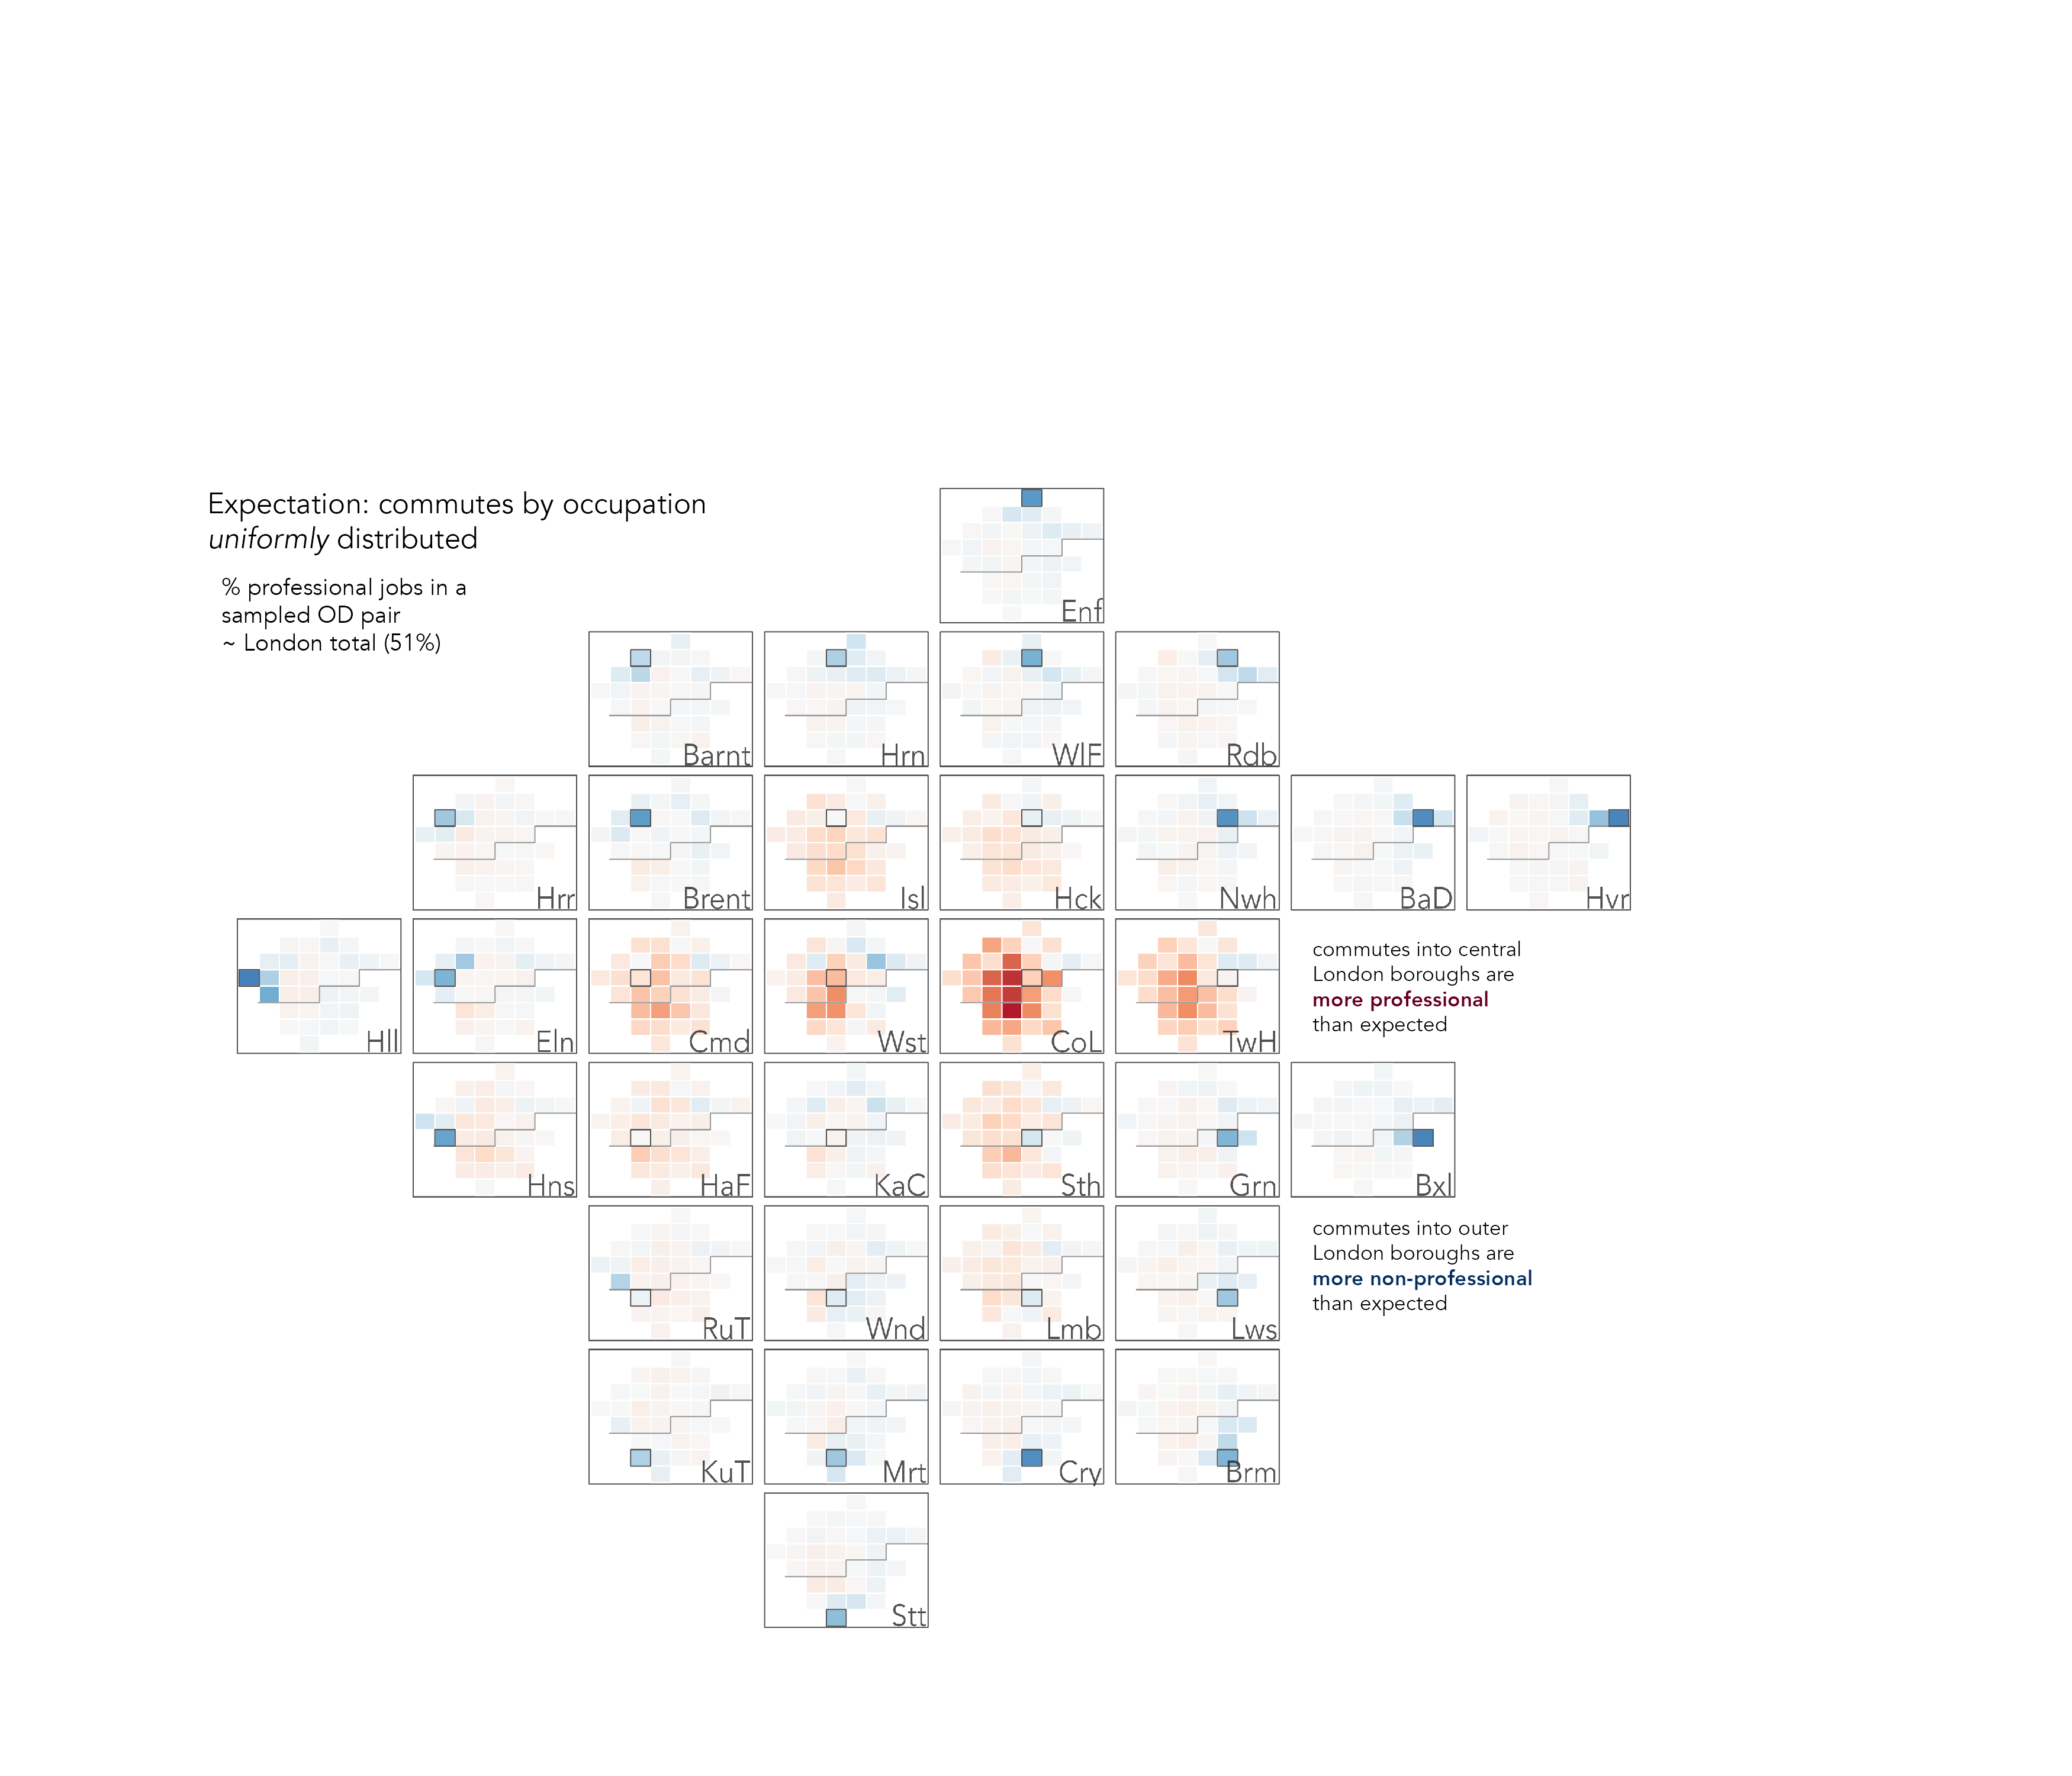 Expectation: commutes by occupation
uniformly distributed
% professional jobs in a
sampled OD pair
~ London total (51%)
Enf
Barnt
Hrn
WlF
Rdb
Hrr
Brent
Isl
Hck
Nwh
BaD
Hvr
Hll
Eln
Cmd
Wst
CoL
TwH
commutes into central
London boroughs are
more professional
than expected
Hns
HaF
KaC
Sth
Grn
Bxl
RuT
Wnd
Lmb
Lws
commutes into outer
London boroughs are
more non-professional
than expected
KuT
Mrt
Cry
Brm
Stt